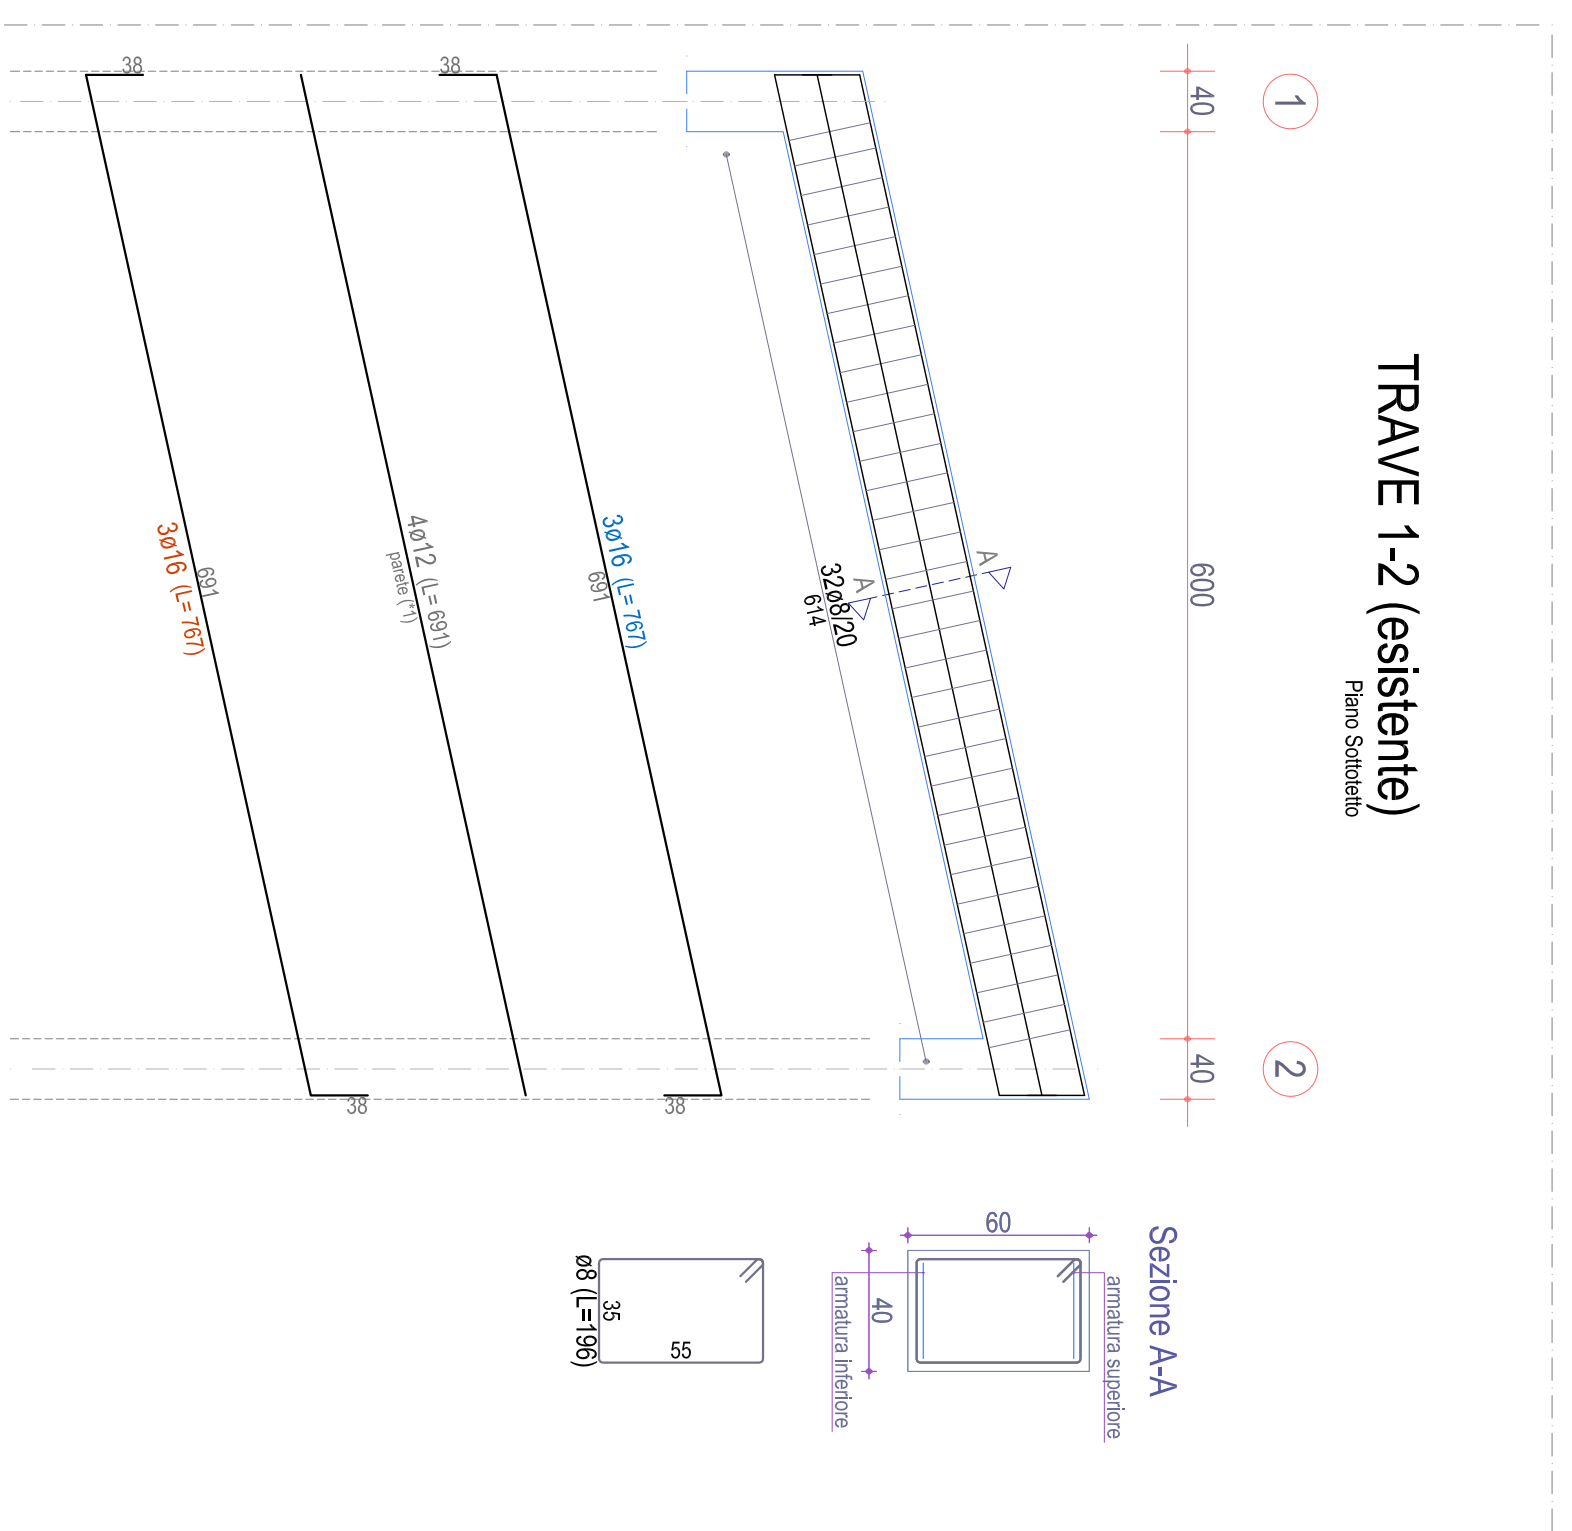 TRAVE 1-2 (esistente)
Piano Sottotetto
1
2
40
600
40
A
A
32ø8/20
614
38
3ø16 (L= 767)
691
38
4ø12 (L= 691)
parete (*1)
38
691
3ø16 (L= 767)
38
Sezione A-A
armatura superiore
60
40
armatura inferiore
55
35
ø8 (L=196)